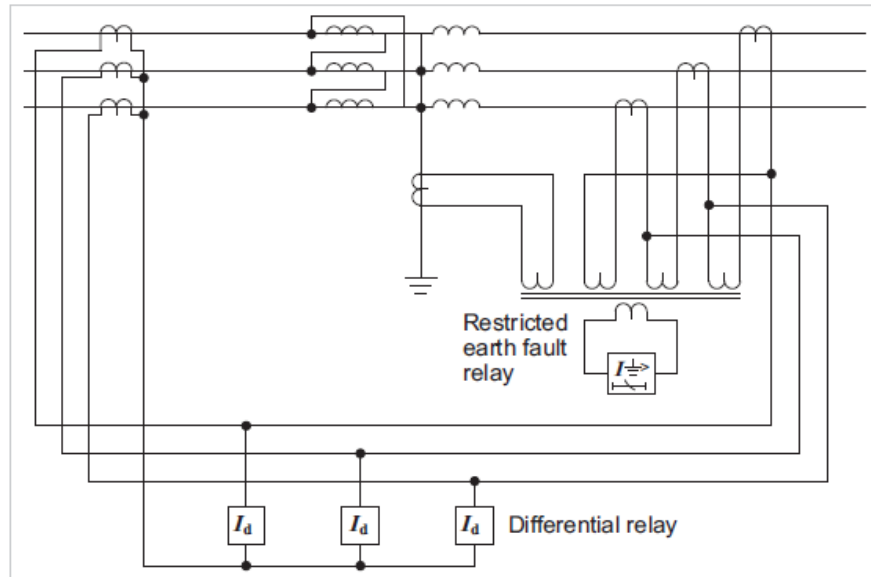 Restricted
earth fault
relay
I⏚>
Id
Id
Id
Differential relay